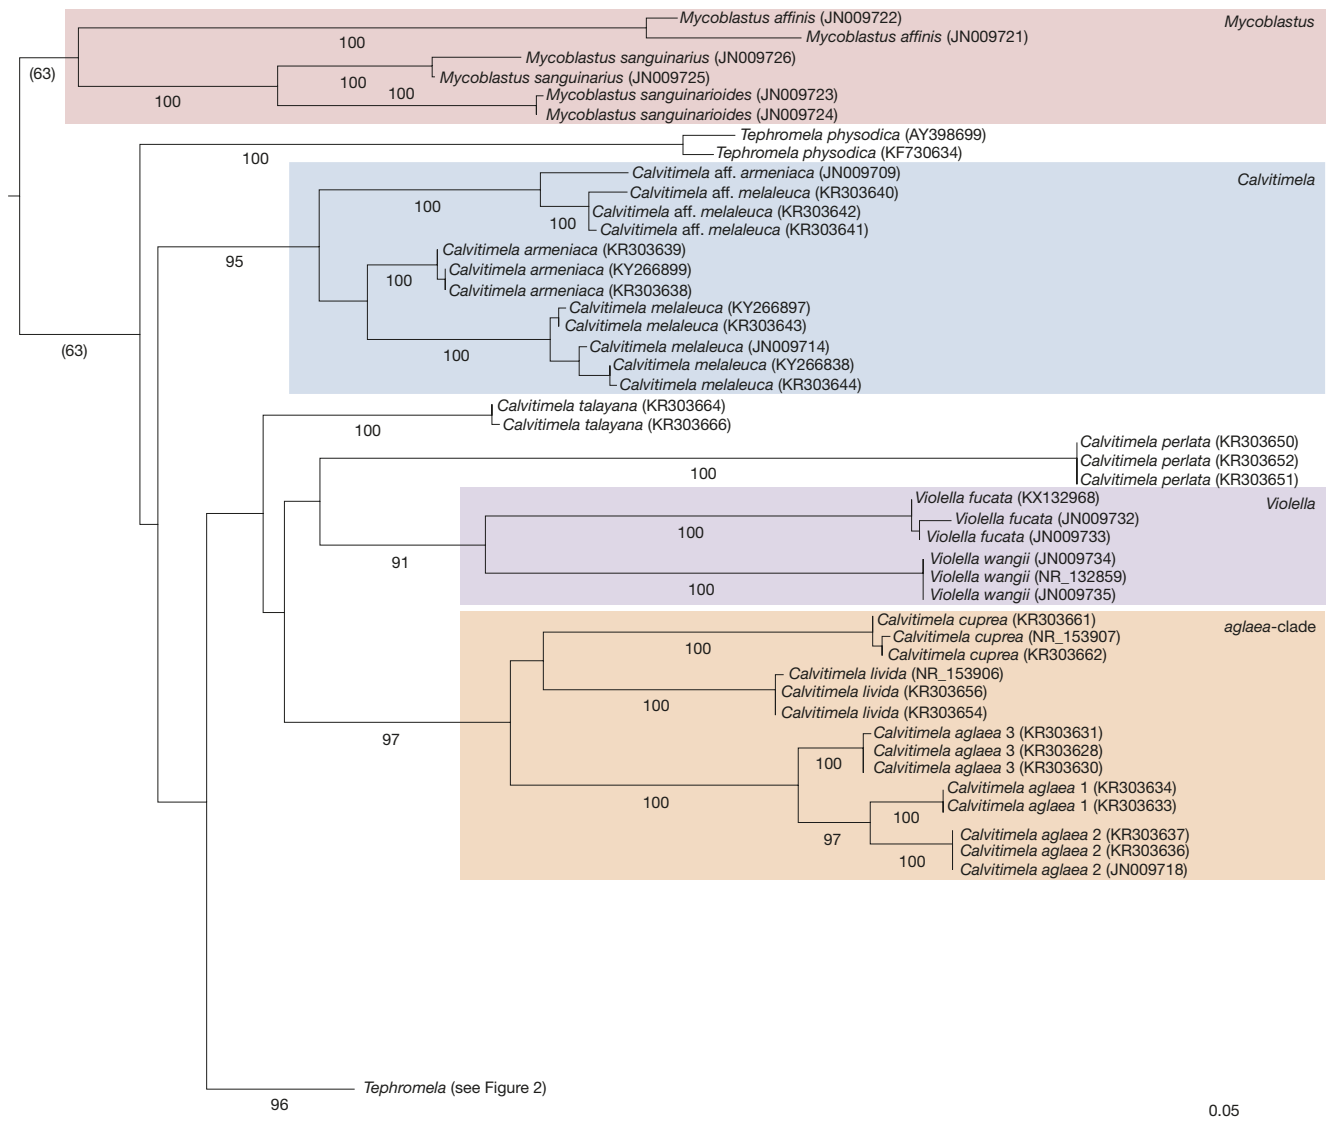 Mycoblastus affinis (JN009722)
Mycoblastus
Mycoblastus affinis (JN009721)
100
Mycoblastus sanguinarius (JN009726)
(63)
Mycoblastus sanguinarius (JN009725)
100
Mycoblastus sanguinarioides (JN009723)
100
100
Mycoblastus sanguinarioides (JN009724)
Tephromela physodica (AY398699)
Tephromela physodica (KF730634)
100
Calvitimela aff. armeniaca (JN009709)
Calvitimela
Calvitimela aff. melaleuca (KR303640)
100
Calvitimela aff. melaleuca (KR303642)
100
Calvitimela aff. melaleuca (KR303641)
Calvitimela armeniaca (KR303639)
95
Calvitimela armeniaca (KY266899)
100
Calvitimela armeniaca (KR303638)
Calvitimela melaleuca (KY266897)
Calvitimela melaleuca (KR303643)
(63)
Calvitimela melaleuca (JN009714)
100
Calvitimela melaleuca (KY266838)
Calvitimela melaleuca (KR303644)
Calvitimela talayana (KR303664)
Calvitimela talayana (KR303666)
100
Calvitimela perlata (KR303650)
Calvitimela perlata (KR303652)
100
Calvitimela perlata (KR303651)
Violella fucata (KX132968)
Violella
Violella fucata (JN009732)
100
Violella fucata (JN009733)
91
Violella wangii (JN009734)
Violella wangii (NR_132859)
100
Violella wangii (JN009735)
Calvitimela cuprea (KR303661)
aglaea-clade
Calvitimela cuprea (NR_153907)
100
Calvitimela cuprea (KR303662)
Calvitimela livida (NR_153906)
Calvitimela livida (KR303656)
100
Calvitimela livida (KR303654)
97
Calvitimela aglaea 3 (KR303631)
Calvitimela aglaea 3 (KR303628)
100
Calvitimela aglaea 3 (KR303630)
Calvitimela aglaea 1 (KR303634)
100
Calvitimela aglaea 1 (KR303633)
100
97
Calvitimela aglaea 2 (KR303637)
Calvitimela aglaea 2 (KR303636)
100
Calvitimela aglaea 2 (JN009718)
Tephromela (see Figure 2)
96
0.05